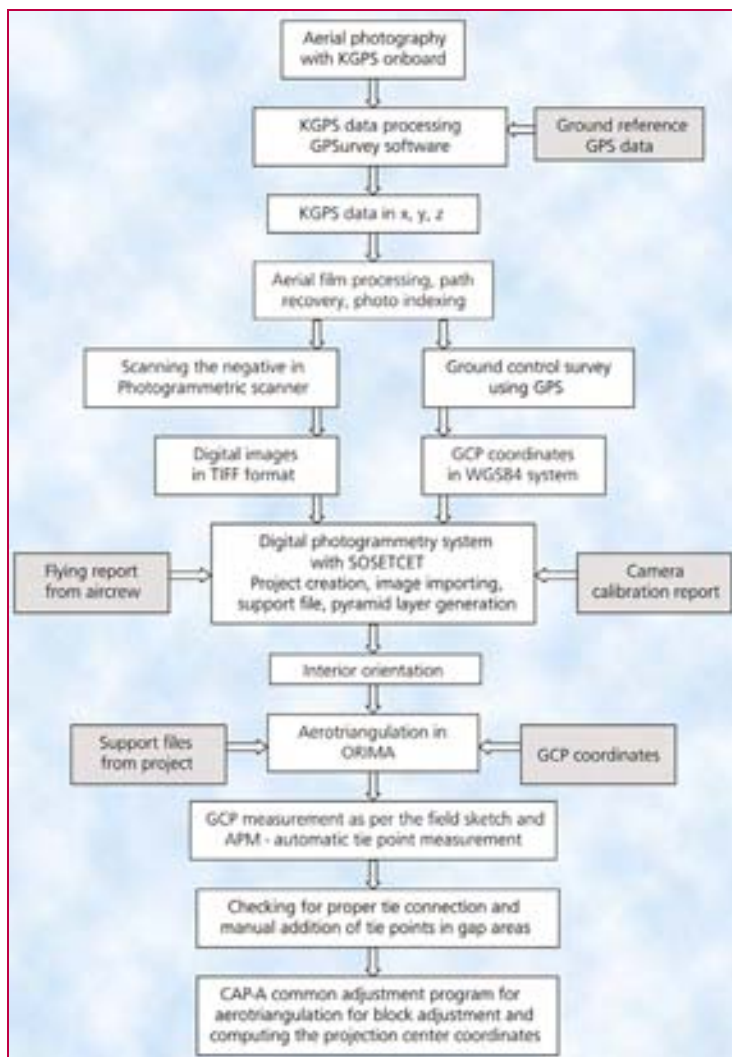 Aerial photography
with KGPS onboard
KGPS data processing
GPSurvey software
Ground reference
GPS data
KGPS data in x, y, z
Aerial film processing, path
recovery, photo indexing
Scanning the negative in
Photogrammetric scanner
Ground control survey
using GPS
Digital images
in TIFF format
GCP coordinates
in WGS84 system
Flying report
from aircrew
Digital photogrammetry system
with SOSETCET
Project creation, image importing,
support file, pyramid layer generation
Camera
calibration report
Interior orientation
Support files
from project
Aerotriangulation in
ORIMA
GCP coordinates
GCP measurement as per the field sketch and
APM - automatic tie point measurement
Checking for proper tie connection and
manual addition of tie points in gap areas
CAP-A common adjustment program for
aerotriangulation for block adjustment and
computing the projection center coordinates